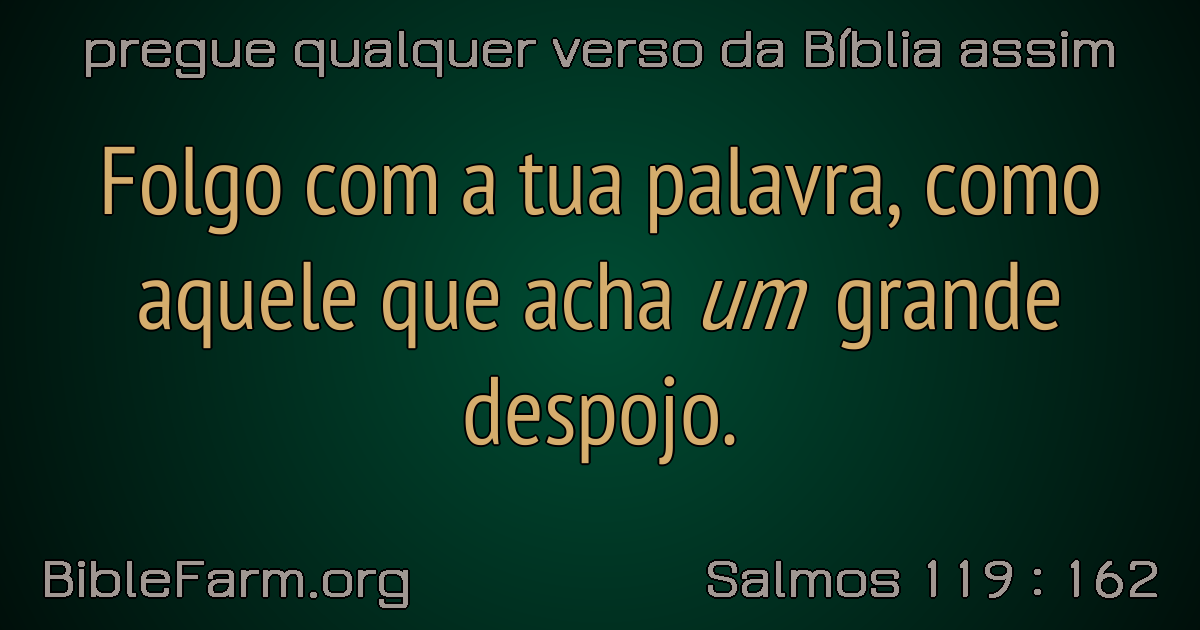 pregue qualquer verso da Bíblia assim
Folgo com a tua palavra, como
aquele que acha um grande
despojo.
BibleFarm.org
Salmos 119 : 162